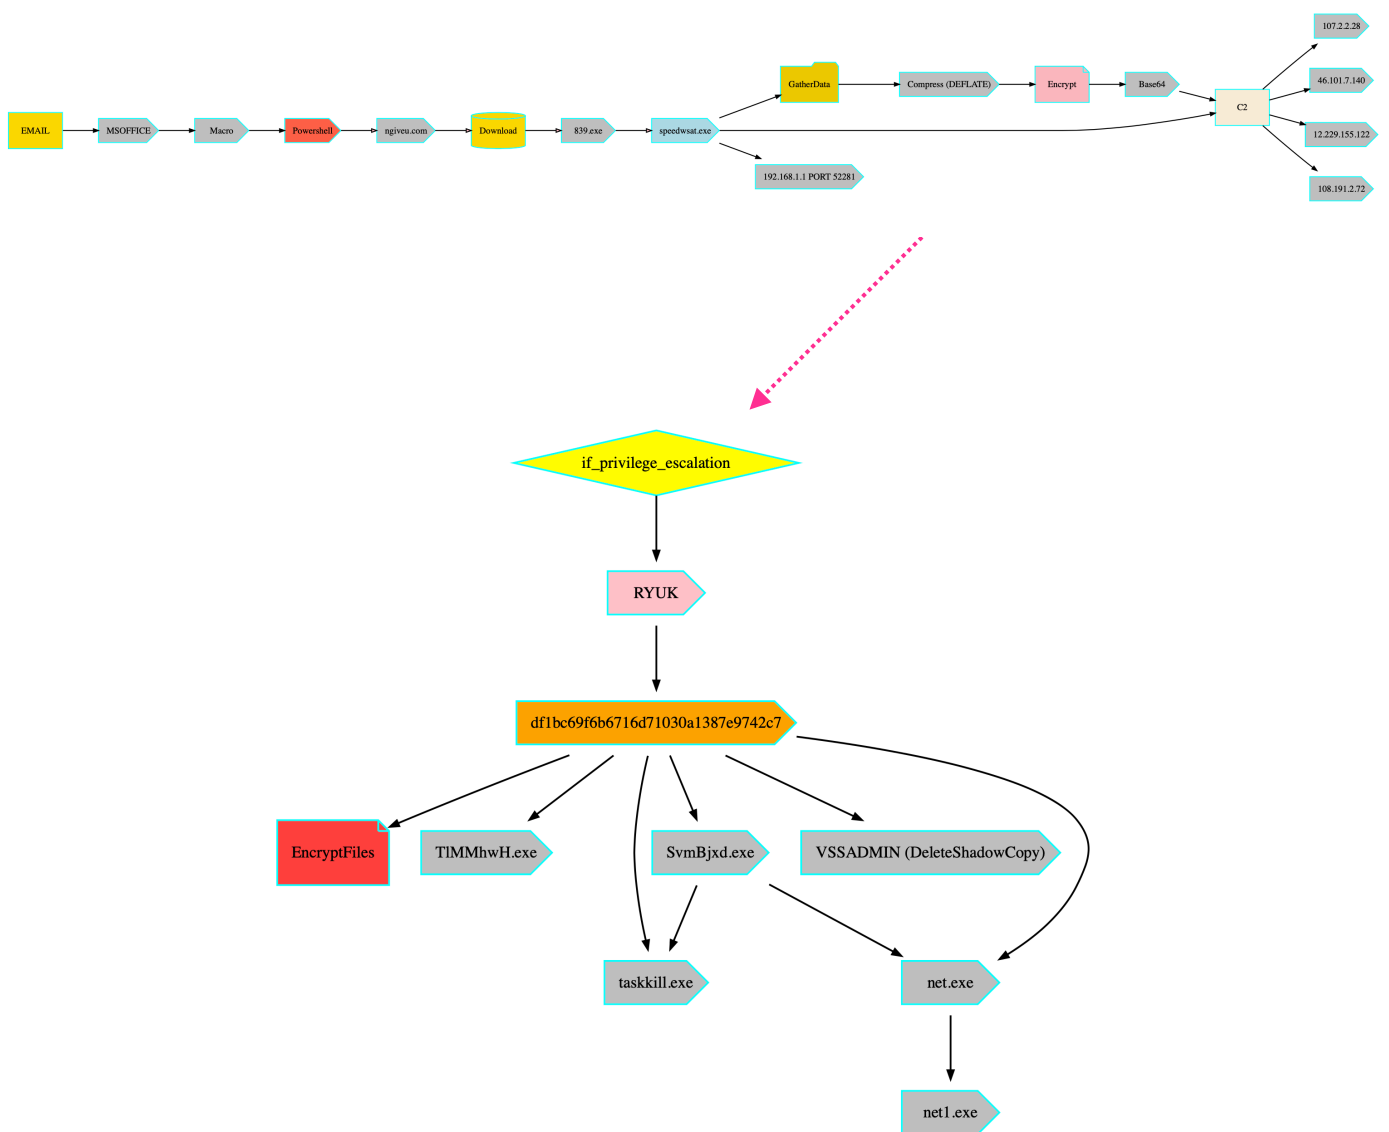 EMAIL
MSOFFICE
Macro
Powershell
ngiveu.com
Download
839.exe
speedwsat.exe
GatherData
Compress (DEFLATE)
Encrypt
Base64
C2
107.2.2.28
46.101.7.140
12.229.155.122
108.191.2.72
192.168.1.1 PORT 52281
if_privilege_escalation
RYUK
df1bc69f6b6716d71030a1387e9742c7
EncryptFiles
TlMMhwH.exe
SvmBjxd.exe
VSSADMIN (DeleteShadowCopy)
taskkill.exe
net.exe
net1.exe